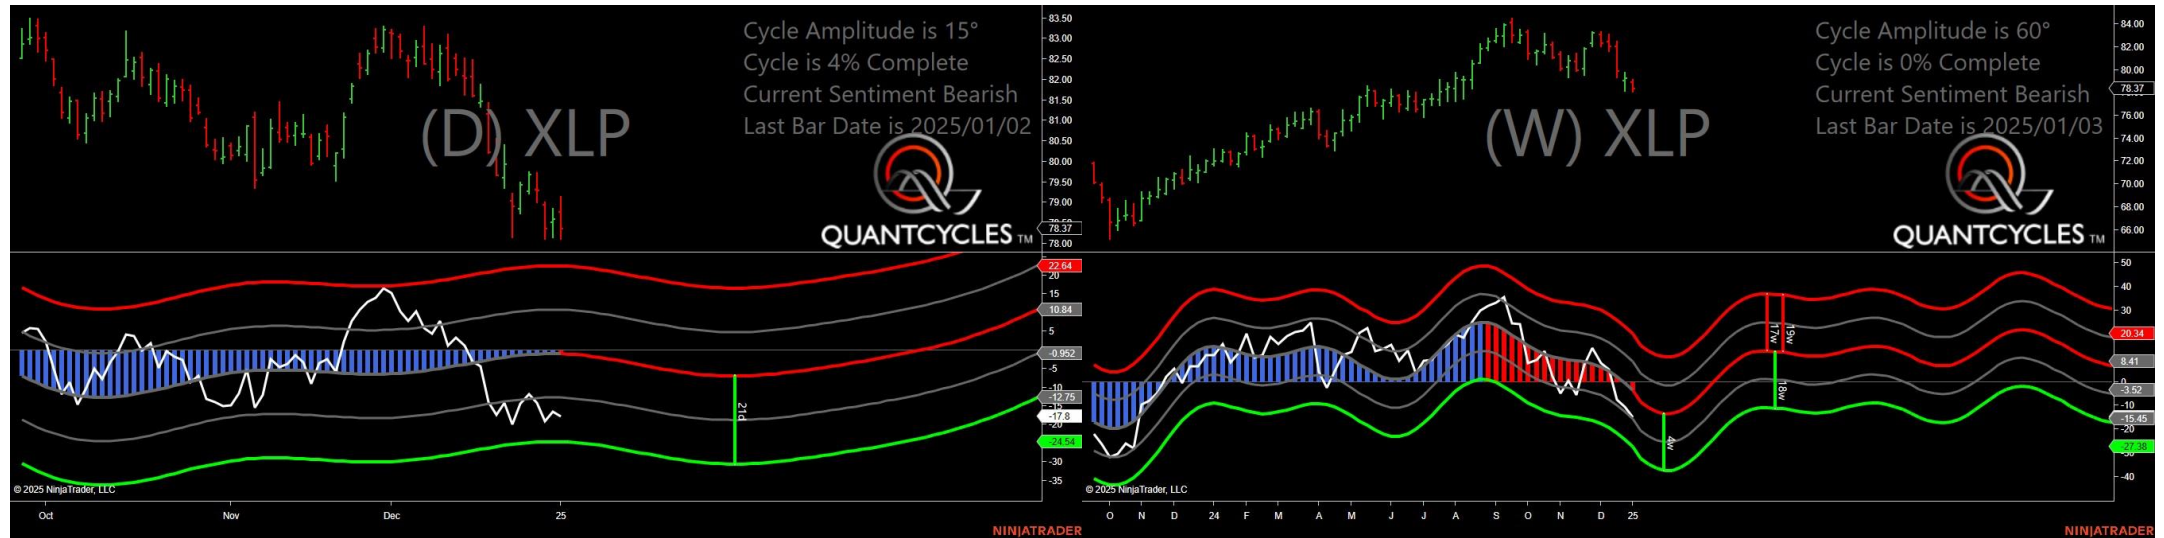 Cycle Amplitude is 15°
Cycle is 4% Complete
Current Sentiment Bearish
Last Bar Date is 2025/01/02
(D) XLP
QUANTCYCLES TM
83.50
83.00
82.50
82.00
81.50
81.00
80.50
80.00
79.50
79.00
78.37
78.00
22.64
20
15
10.84
5
-0.952
-5
-10
-12.75
-17.8
-20
-24.54
-30
-35
21d
© 2025 NinjaTrader, LLC
Oct Nov Dec 25
NINJATRADER
Cycle Amplitude is 60°
Cycle is 0% Complete
Current Sentiment Bearish
Last Bar Date is 2025/01/03
(W) XLP
QUANTCYCLES TM
84.00
82.00
80.00
78.37
76.00
74.00
72.00
70.00
68.00
66.00
50
40
30
20.34
8.41
0
-3.52
-10
-15.45
-20
-27.38
-40
17w
19w
18w
4w
© 2025 NinjaTrader, LLC
O N D 24 F M A M J J A S O N D 25
NINJATRADER